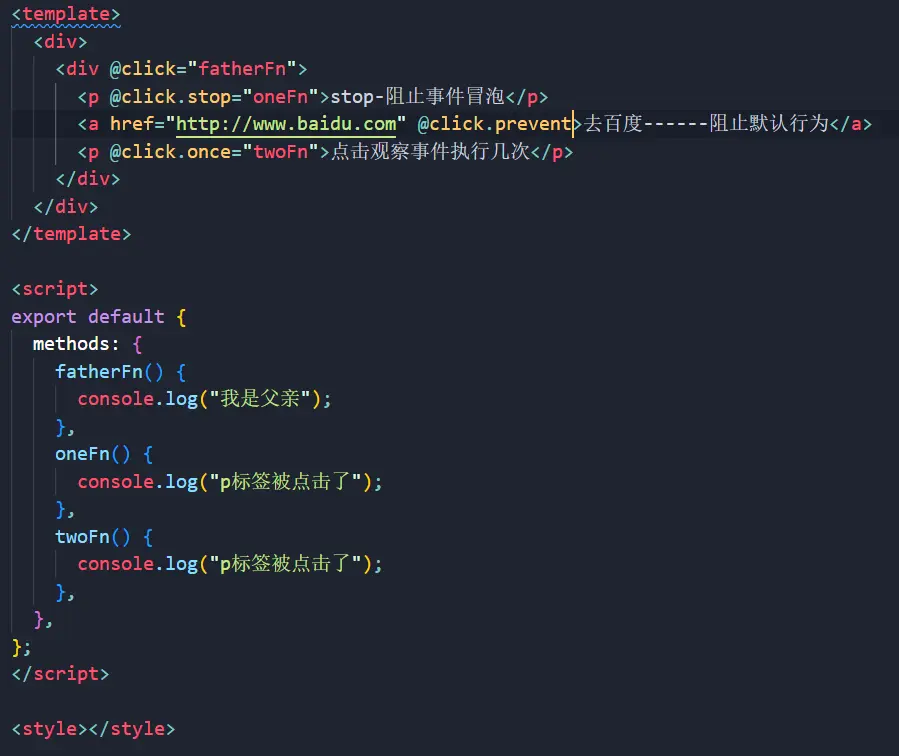 <template>
  <div>
    <div @click="fatherFn">
      <p @click.stop="oneFn">stop-阻止事件冒泡</p>
      <a href="http://www.baidu.com" @click.prevent>去百度------阻止默认行为</a>
      <p @click.once="twoFn">点击观察事件执行几次</p>
    </div>
  </div>
</template>

<script>
export default {
  methods: {
    fatherFn() {
      console.log("我是父亲");
    },
    oneFn() {
      console.log("p标签被点击了");
    },
    twoFn() {
      console.log("p标签被点击了");
    },
  },
};
</script>

<style></style>